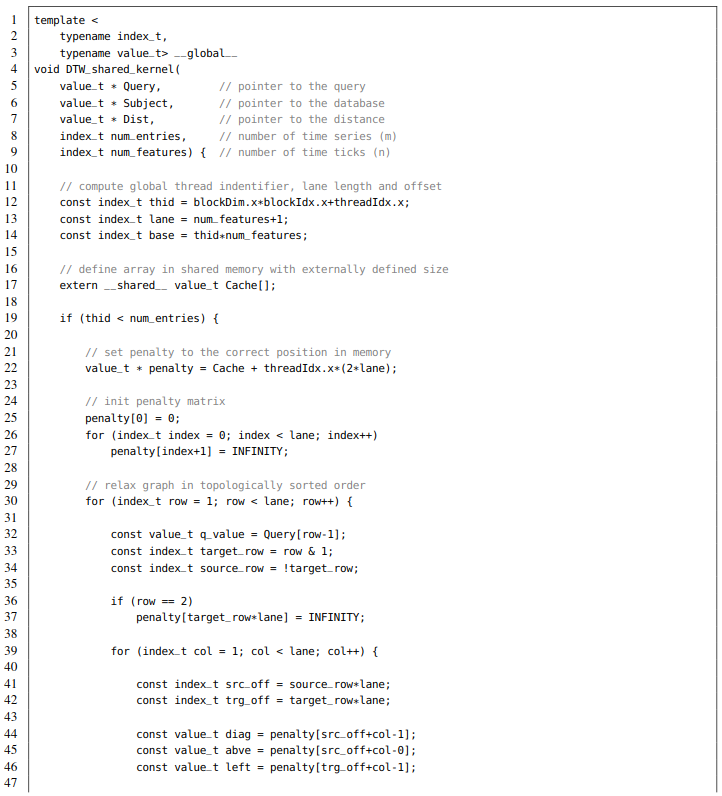 1 template <
2     typename index_t,
3     typename value_t> __global__
4 void DTW_shared_kernel(
5     value_t * Query,         // pointer to the query
6     value_t * Subject,       // pointer to the database
7     value_t * Dist,          // pointer to the distance
8     index_t num_entries,     // number of time series (m)
9     index_t num_features) {  // number of time ticks (n)
10
11     // compute global thread indentifier, lane length and offset
12     const index_t thid = blockDim.x*blockIdx.x+threadIdx.x;
13     const index_t lane = num_features+1;
14     const index_t base = thid*num_features;
15
16     // define array in shared memory with externally defined size
17     extern __shared__ value_t Cache[];
18
19     if (thid < num_entries) {
20
21         // set penalty to the correct position in memory
22         value_t * penalty = Cache + threadIdx.x*(2*lane);
23
24         // init penalty matrix
25         penalty[0] = 0;
26         for (index_t index = 0; index < lane; index++)
27             penalty[index+1] = INFINITY;
28
29         // relax graph in topologically sorted order
30         for (index_t row = 1; row < lane; row++) {
31
32             const value_t q_value = Query[row-1];
33             const index_t target_row = row & 1;
34             const index_t source_row = !target_row;
35
36             if (row == 2)
37                 penalty[target_row*lane] = INFINITY;
38
39             for (index_t col = 1; col < lane; col++) {
40
41                 const index_t src_off = source_row*lane;
42                 const index_t trg_off = target_row*lane;
43
44                 const value_t diag = penalty[src_off+col-1];
45                 const value_t abve = penalty[src_off+col-0];
46                 const value_t left = penalty[trg_off+col-1];
47